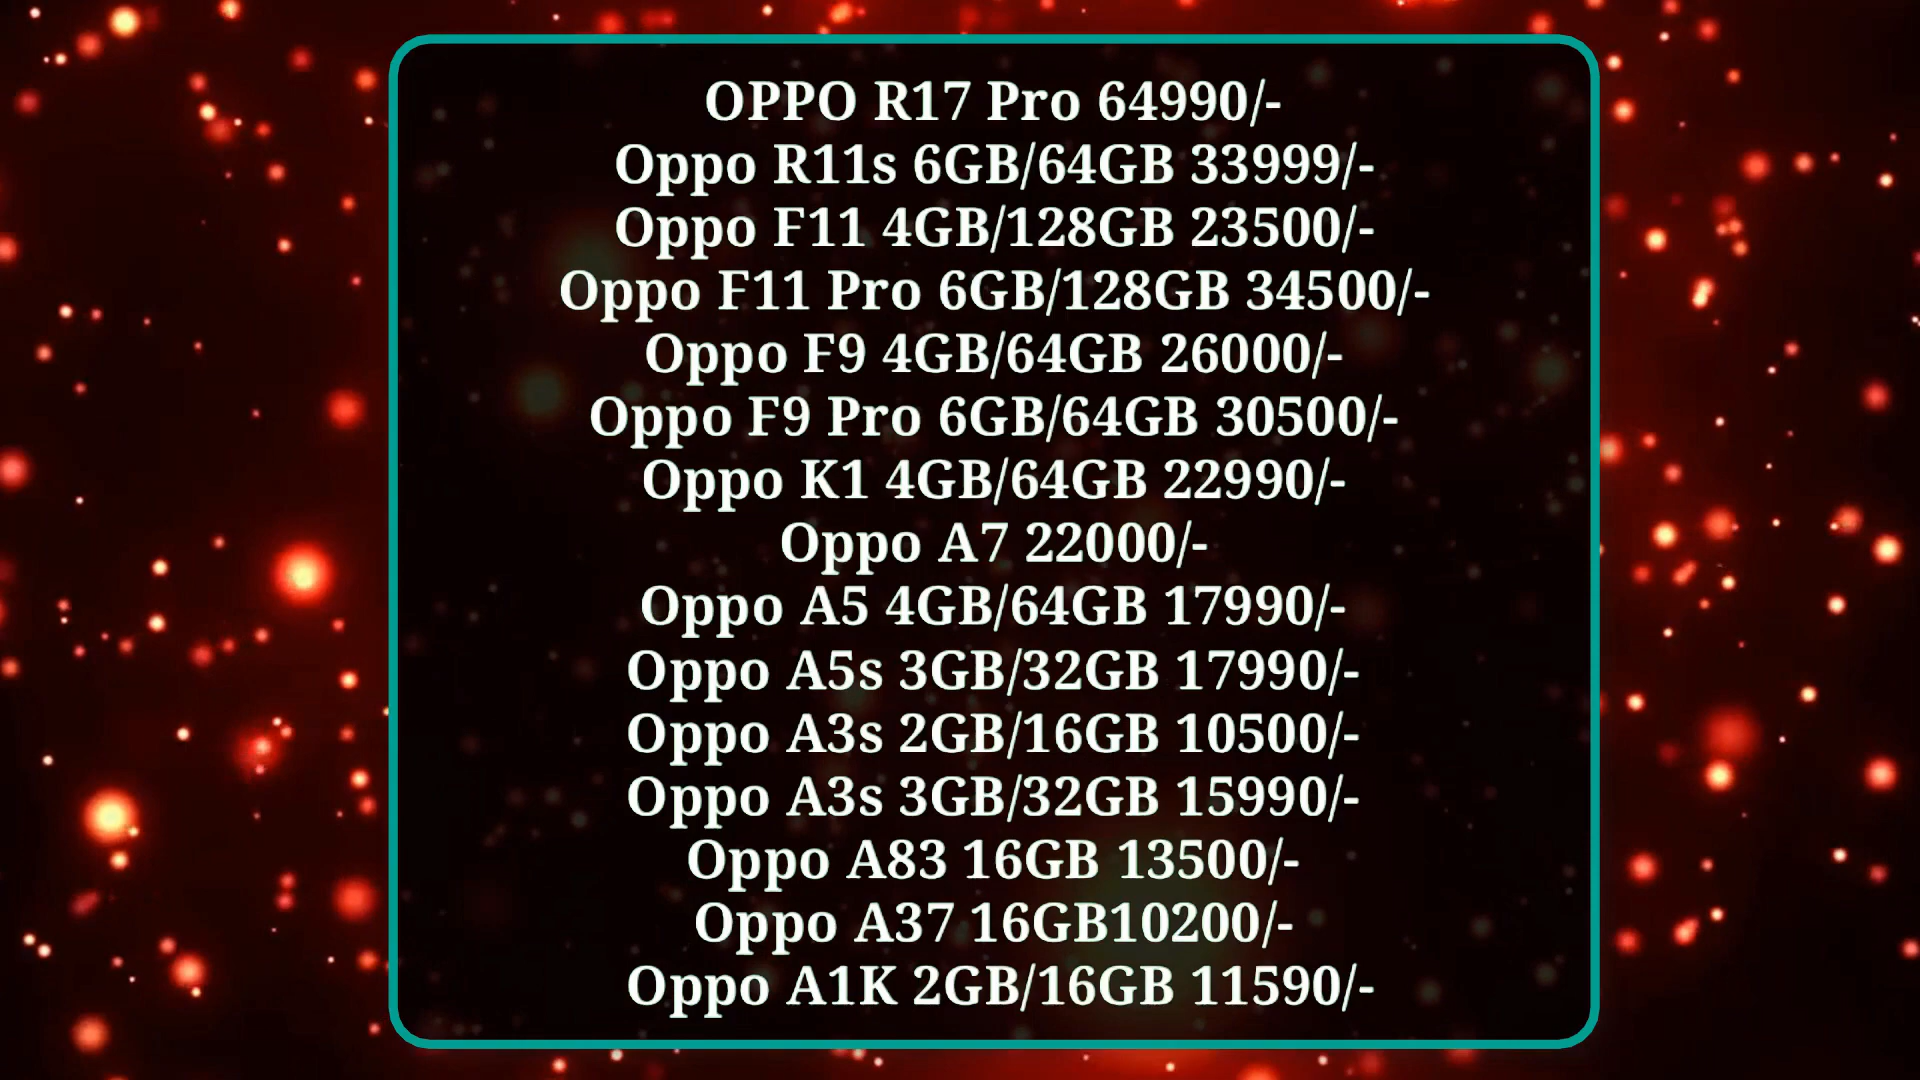 OPPO R17 Pro 64990/-
Oppo R11s 6GB/64GB 33999/-
Oppo F11 4GB/128GB 23500/-
Oppo F11 Pro 6GB/128GB 34500/-
Oppo F9 4GB/64GB 26000/-
Oppo F9 Pro 6GB/64GB 30500/-
Oppo K1 4GB/64GB 22990/-
Oppo A7 22000/-
Oppo A5 4GB/64GB 17990/-
Oppo A5s 3GB/32GB 17990/-
Oppo A3s 2GB/16GB 10500/-
Oppo A3s 3GB/32GB 15990/-
Oppo A83 16GB 13500/-
Oppo A37 16GB10200/-
Oppo A1K 2GB/16GB 11590/-